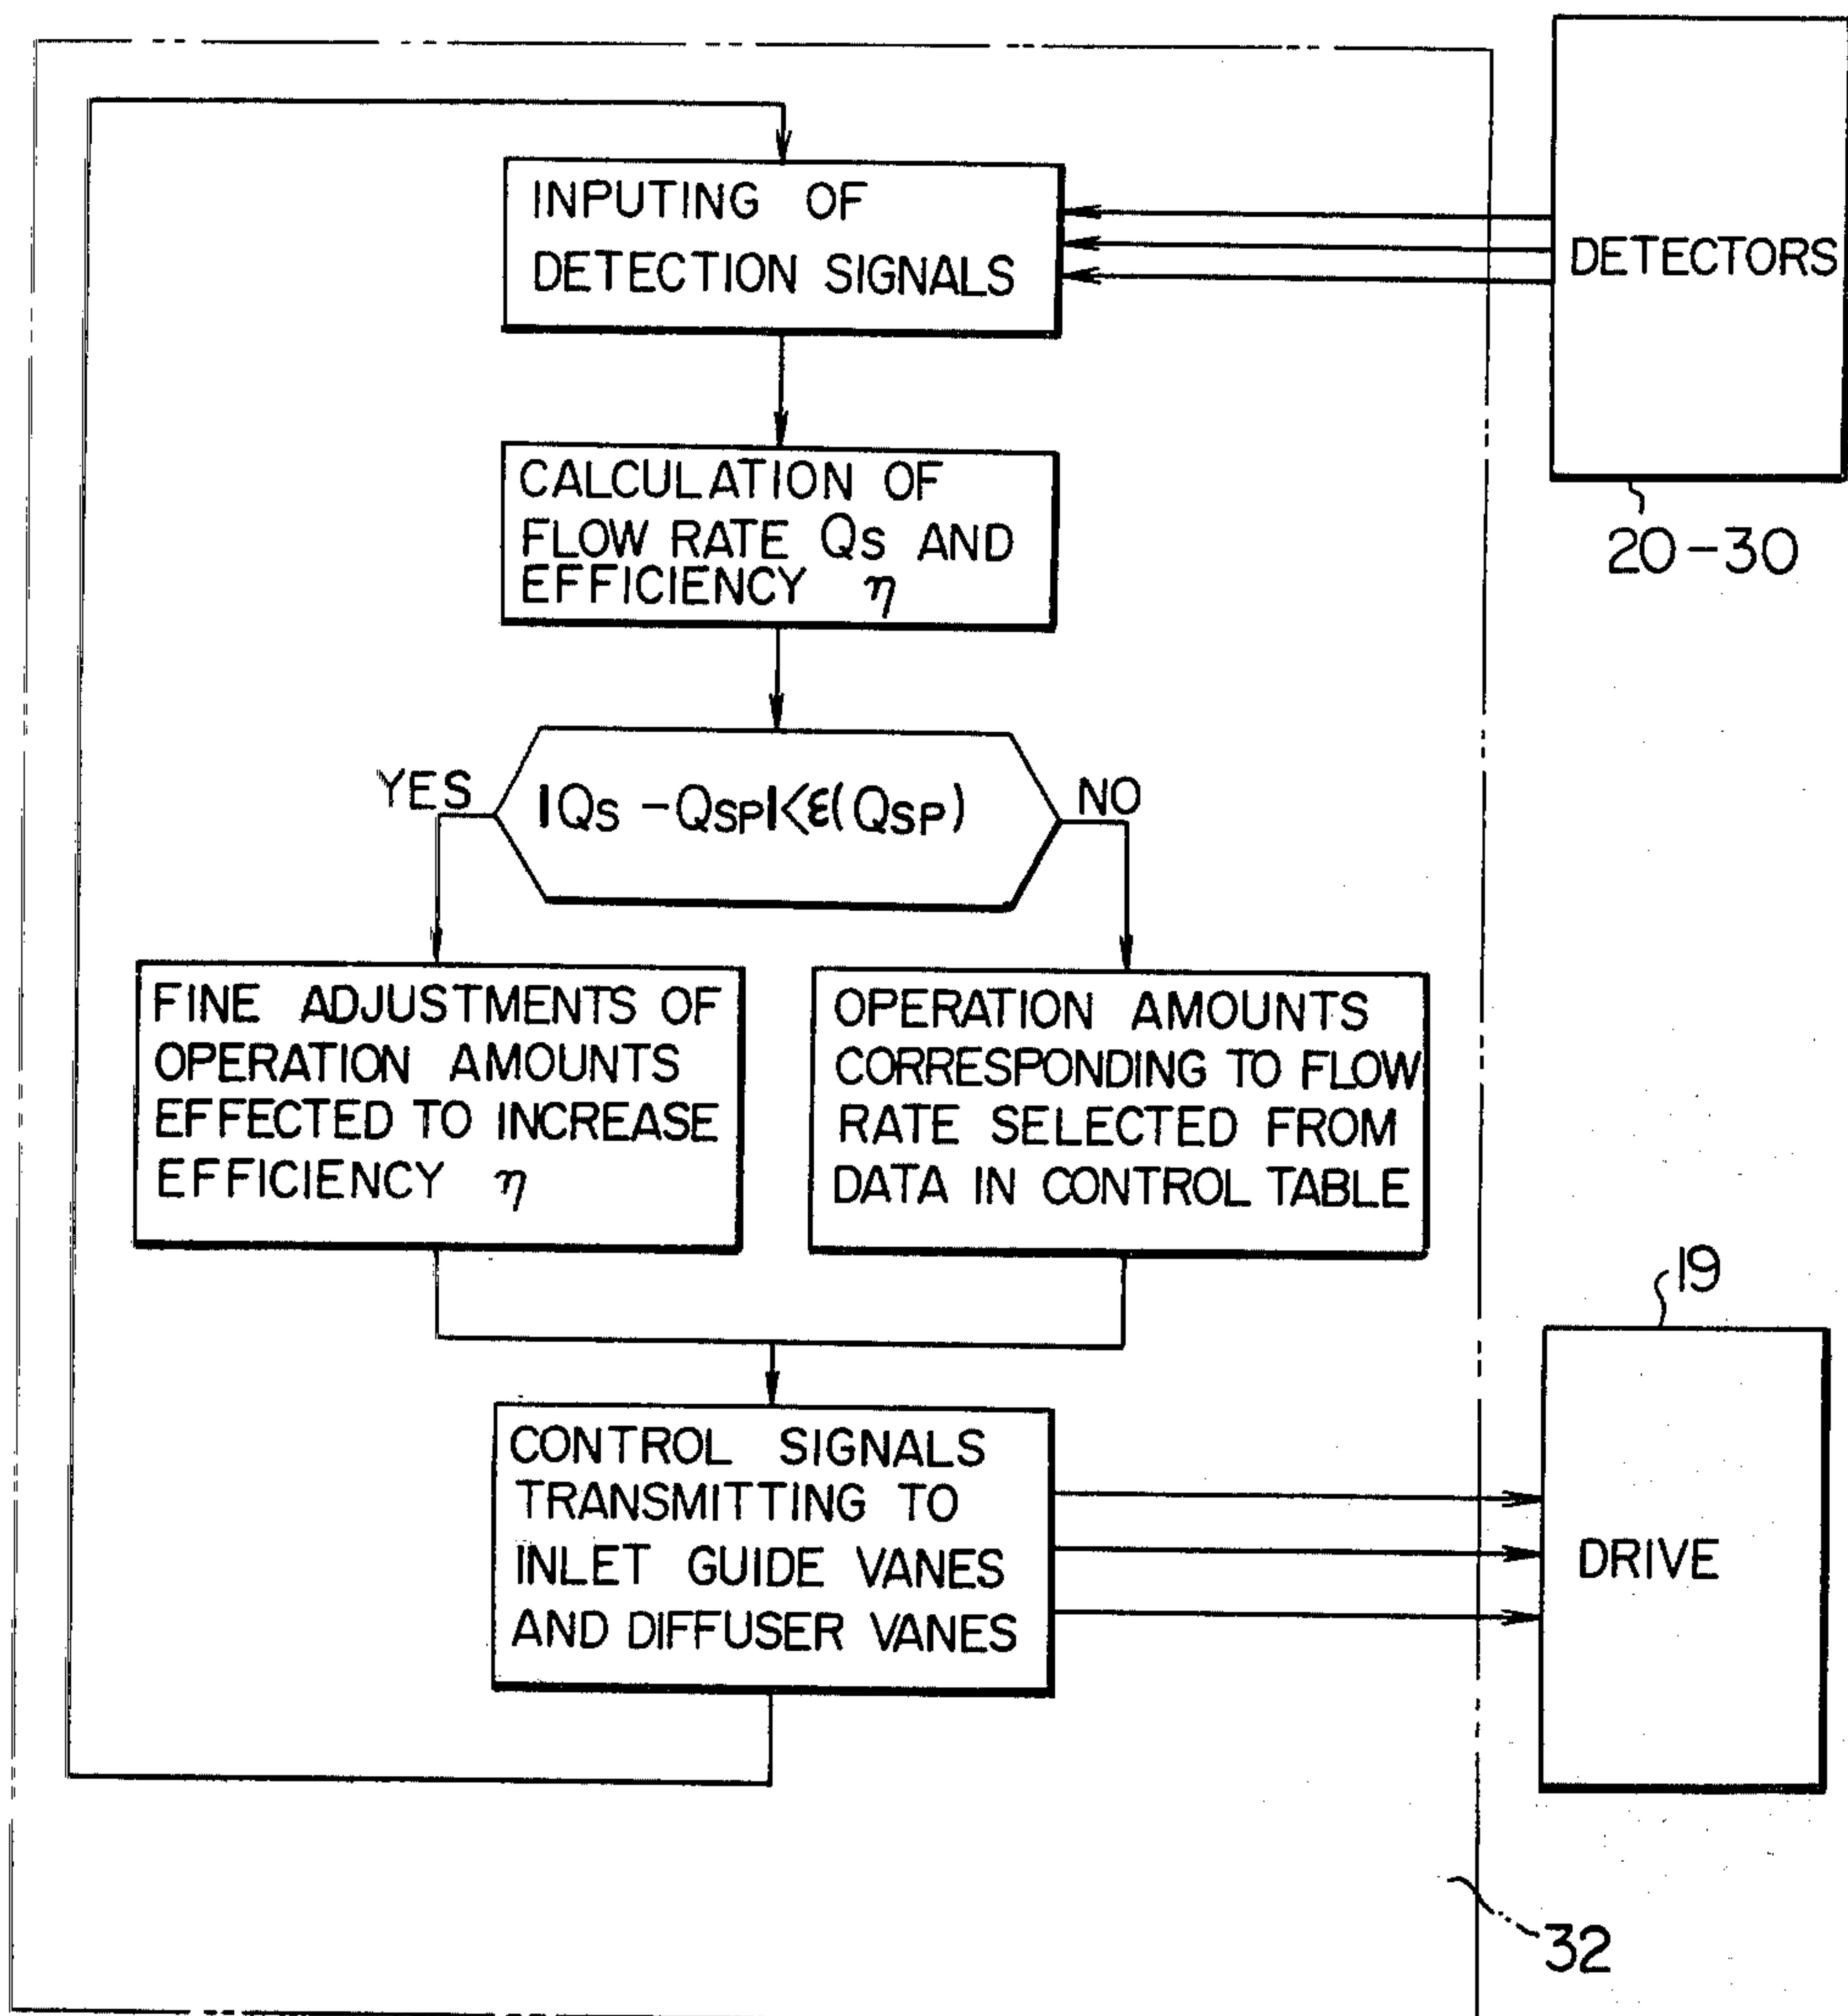 INPUTING OF
DETECTION SIGNALS
DETECTORS
20-30
CALCULATION OF
FLOW RATE Qs AND
EFFICIENCY η
YES
|Qs - QSP|<ε(QSP)
NO
FINE ADJUSTMENTS OF
OPERATION AMOUNTS
EFFECTED TO INCREASE
EFFICIENCY η
OPERATION AMOUNTS
CORRESPONDING TO FLOW
RATE SELECTED FROM
DATA IN CONTROL TABLE
19
CONTROL SIGNALS
TRANSMITTING TO
INLET GUIDE VANES
AND DIFFUSER VANES
DRIVE
32